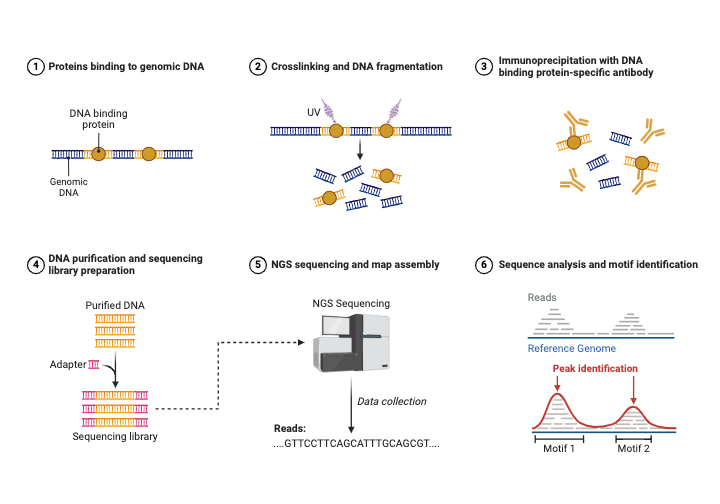 1 Proteins binding to genomic DNA
DNA binding
protein
Genomic
DNA
2 Crosslinking and DNA fragmentation
UV
3 Immunoprecipitation with DNA
binding protein-specific antibody
4 DNA purification and sequencing
library preparation
Purified DNA
Adapter
Sequencing library
5 NGS sequencing and map assembly
NGS Sequencing
Data collection
Reads:
....GTTCCTTCAGCATTTGCAGCGT....
6 Sequence analysis and motif identification
Reads
Reference Genome
Peak identification
Motif 1
Motif 2